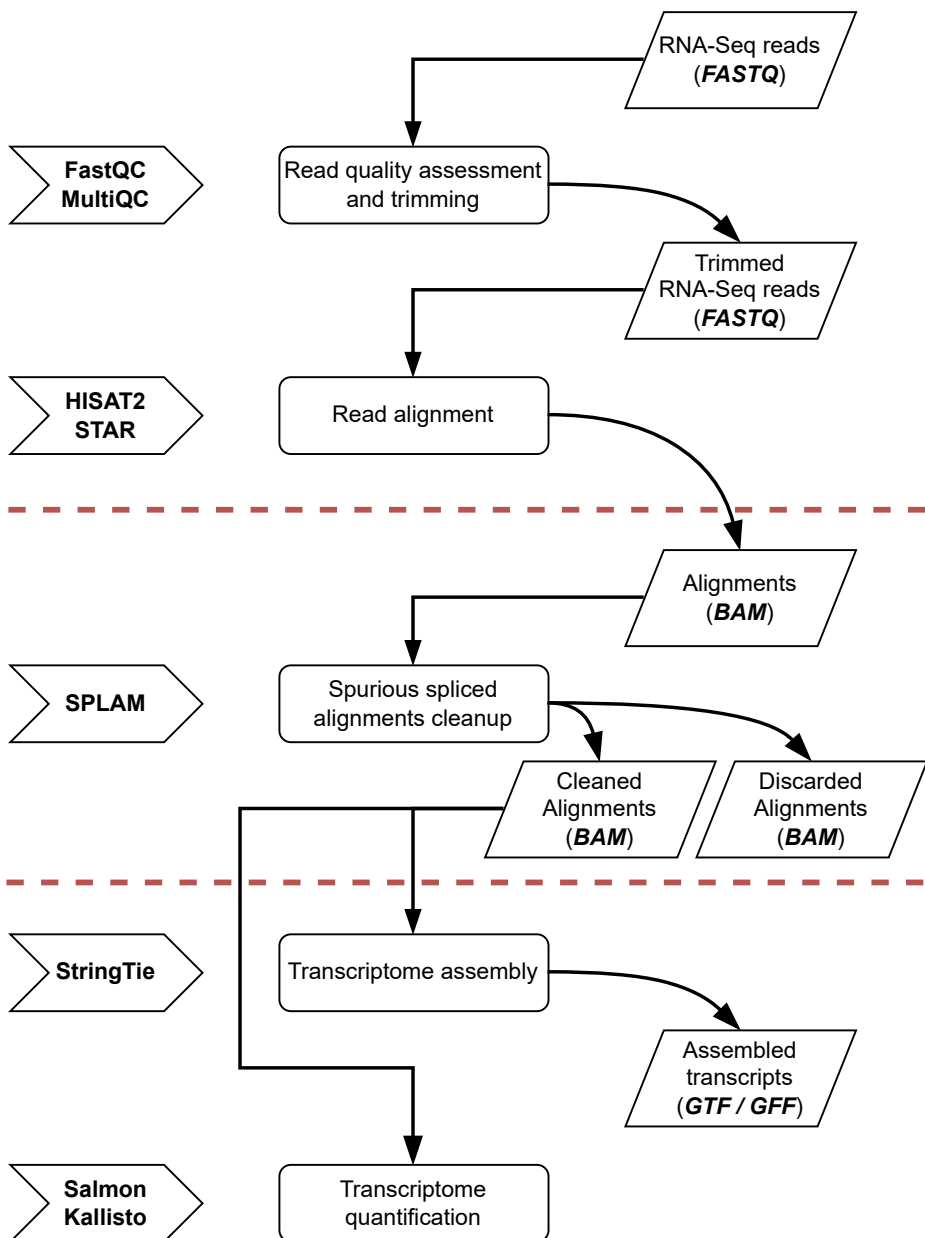 RNA-Seq reads
(FASTQ)
FastQC
MultiQC
Read quality assessment
and trimming
Trimmed
RNA-Seq reads
(FASTQ)
HISAT2
STAR
Read alignment
Alignments
(BAM)
SPLAM
Spurious spliced
alignments cleanup
Cleaned
Alignments
(BAM)
Discarded
Alignments
(BAM)
StringTie
Transcriptome assembly
Assembled
transcripts
(GTF / GFF)
Salmon
Kallisto
Transcriptome
quantification